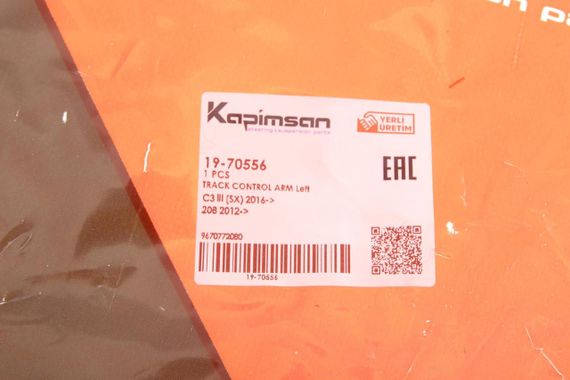 Kapimsan
steering & suspension parts
YERLİ
ÜRETİM
19-70556
1 PCS
TRACK CONTROL ARM Left
C3 III (SX) 2016->
208 2012->
EAC
9670772080
19-70556